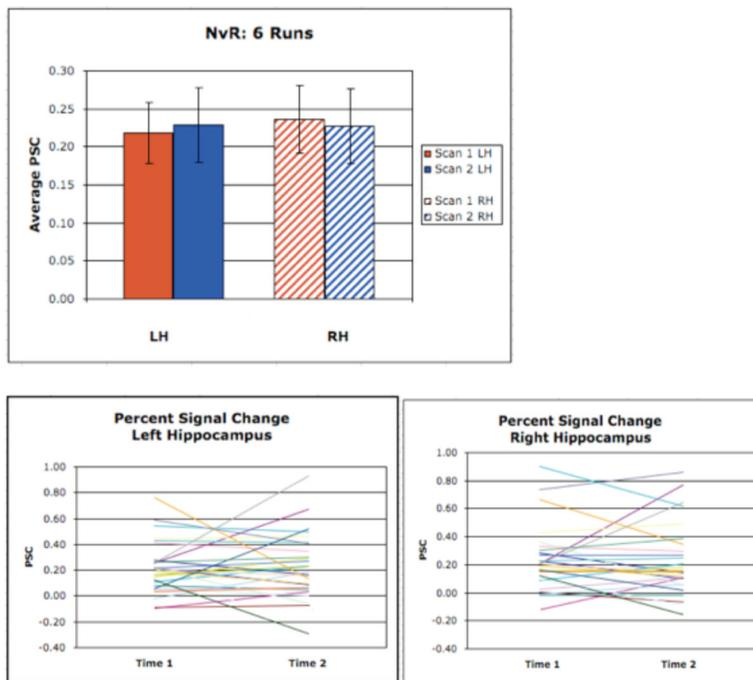 NvR: 6 Runs
0.30
0.25
0.20
0.15
0.10
0.05
0.00
Average PSC
LH
RH
Scan 1 LH
Scan 2 LH
Scan 1 RH
Scan 2 RH
Percent Signal Change
Left Hippocampus
1.00
0.80
0.60
0.40
0.20
0.00
-0.20
-0.40
PSC
Time 1
Time 2
Percent Signal Change
Right Hippocampus
1.00
0.80
0.60
0.40
0.20
0.00
-0.20
-0.40
PSC
Time 1
Time 2